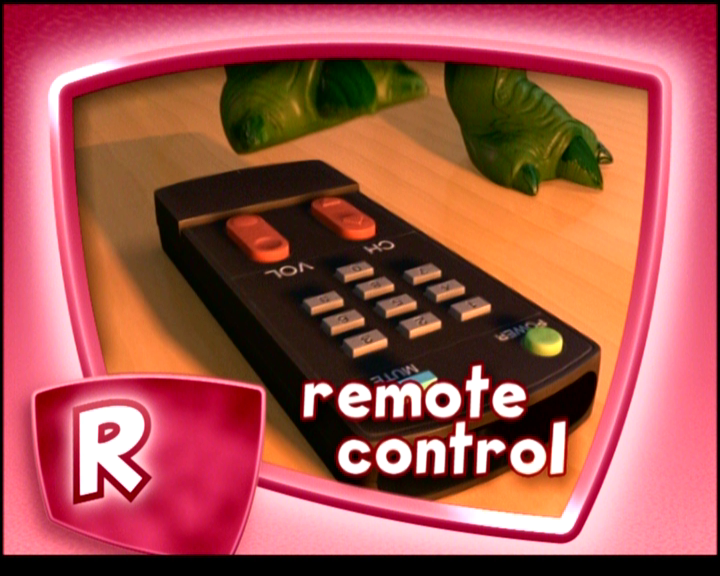 CH
VOL
POWER
MUTE
remote
control
R